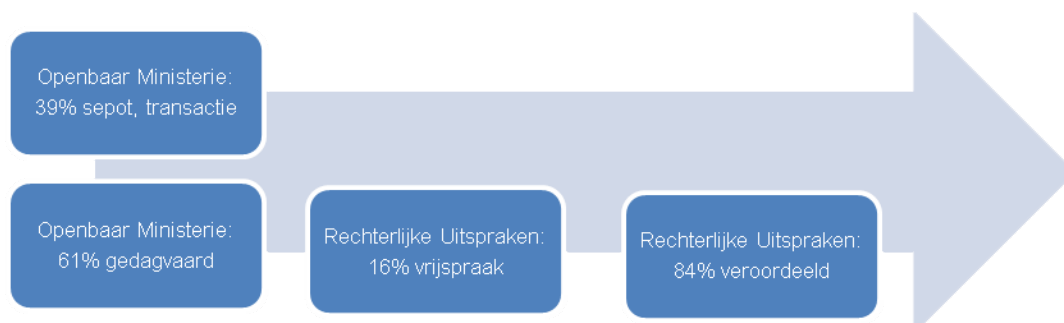 Openbaar Ministerie:
39% sepot, transactie
Openbaar Ministerie:
61% gedagvaard
Rechterlijke Uitspraken:
16% vrijspraak
Rechterlijke Uitspraken:
84% veroordeeld